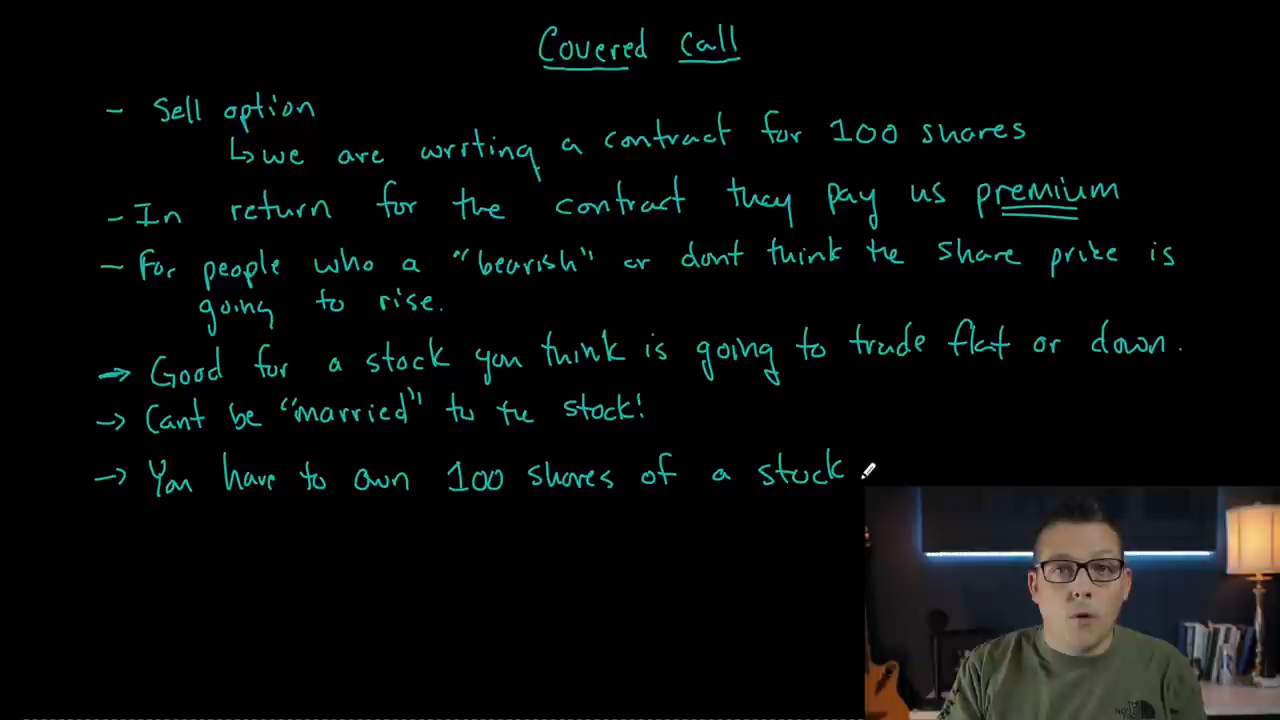 Covered Call
- Sell option
↳ we are writing a contract for 100 shares
- In return for the contract they pay us premium
- For people who a "bearish" or dont think the share price is
going to rise.
→ Good for a stock you think is going to trade flat or down.
→ Cant be "married" to the stock!
→ You have to own 100 shares of a stock